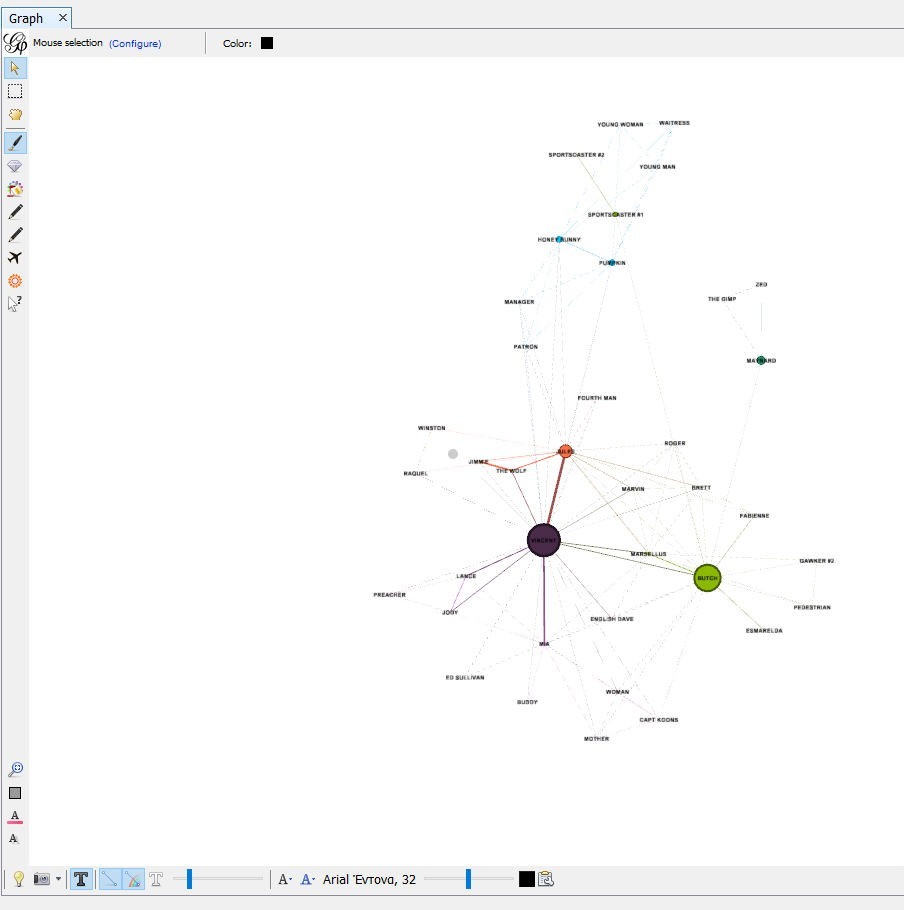 Graph
Mouse selection (Configure) Color:
YOUNG WOMAN
WAITRESS
SPORTSCASTER #2
YOUNG MAN
SPORTSCASTER #1
HONEY BUNNY
PUMPKIN
ZED
THE GIMP
MANAGER
PATRON
MAYNARD
FOURTH MAN
WINSTON
ROGER
JULES
JIMMIE
THE WOLF
RAQUEL
MARVIN
BRETT
FABIENNE
VINCENT
MARSELLUS
GAWKER #2
LANCE
BUTCH
PREACHER
PEDESTRIAN
JODY
ENGLISH DAVE
ESMARELDA
MIA
ED SULLIVAN
WOMAN
BUDDY
CAPT KOONS
MOTHER
A
A
T T A A Arial Έντονα, 32